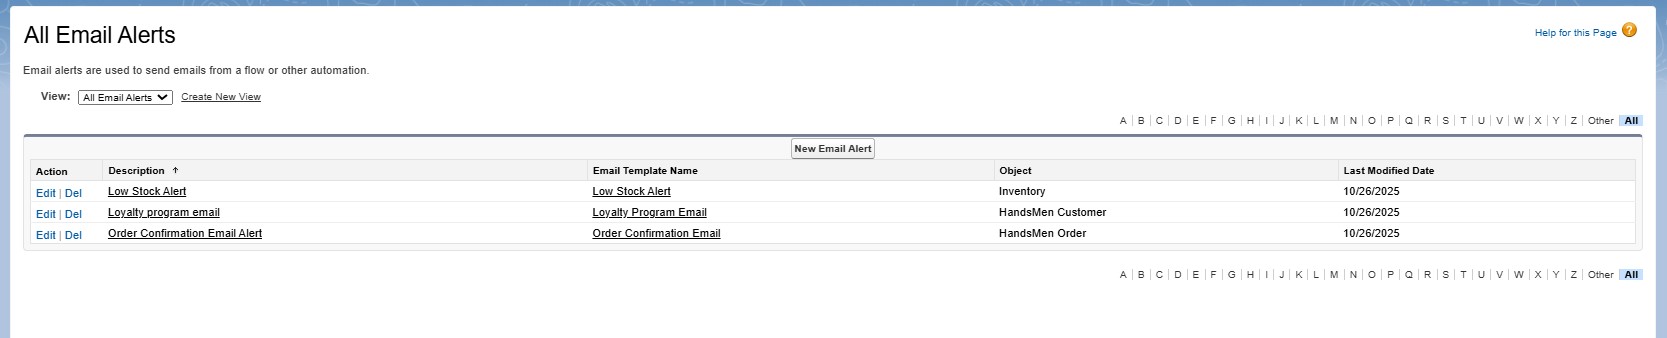 All Email Alerts
Help for this Page
Email alerts are used to send emails from a flow or other automation.
View: All Email Alerts Create New View
A | B | C | D | E | F | G | H | I | J | K | L | M | N | O | P | Q | R | S | T | U | V | W | X | Y | Z | Other | All
New Email Alert
Action Description ↑ Email Template Name Object Last Modified Date
Edit | Del Low Stock Alert Low Stock Alert Inventory 10/26/2025
Edit | Del Loyalty program email Loyalty Program Email HandsMen Customer 10/26/2025
Edit | Del Order Confirmation Email Alert Order Confirmation Email HandsMen Order 10/26/2025
A | B | C | D | E | F | G | H | I | J | K | L | M | N | O | P | Q | R | S | T | U | V | W | X | Y | Z | Other | All